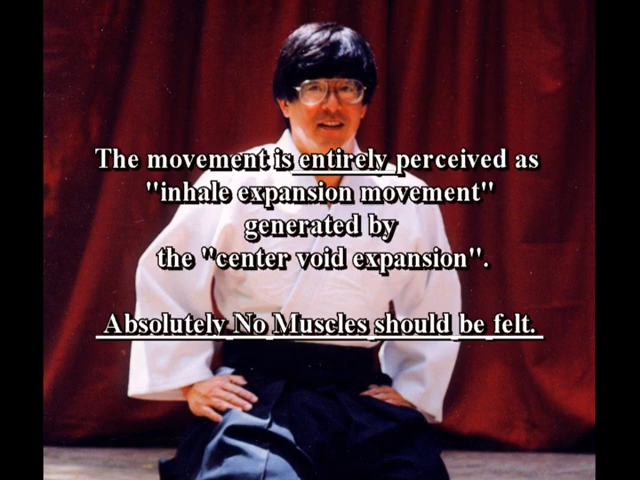 The movement is entirely perceived as
"inhale expansion movement"
generated by
the "center void expansion".
Absolutely No Muscles should be felt.